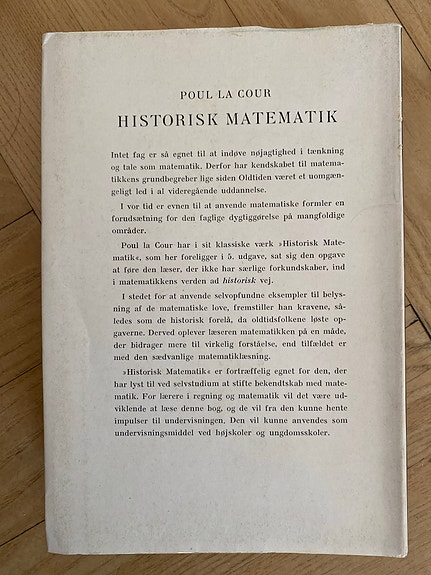 POUL LA COUR
HISTORISK MATEMATIK
Intet fag er så egnet til at indøve nøjagtighed i tænkning
og tale som matematik. Derfor har kendskabet til matema-
tikkens grundbegreber lige siden Oldtiden været et uomgæn-
geligt led i al videregående uddannelse.
I vor tid er evnen til at anvende matematiske formler en
forudsætning for den faglige dygtiggørelse på mangfoldige
områder.
Poul la Cour har i sit klassiske værk »Historisk Mate-
matik«, som her foreligger i 5. udgave, sat sig den opgave
at føre den læser, der ikke har særlige forkundskaber, ind
i matematikkens verden ad historisk vej.
I stedet for at anvende selvopfundne eksempler til belys-
ning af de matematiske love, fremstiller han kravene, så-
ledes som de historisk forelå, da oldtidsfolkene løste op-
gaverne. Derved oplever læseren matematikken på en måde,
der bidrager mere til virkelig forståelse, end tilfældet er
med den sædvanlige matematiklæsning.
»Historisk Matematik« er fortræffelig egnet for den, der
har lyst til ved selvstudium at stifte bekendtskab med mate-
matik. For lærere i regning og matematik vil det være ud-
viklende at læse denne bog, og de vil fra den kunne hente
impulser til undervisningen. Den vil kunne anvendes som
undervisningsmiddel ved højskoler og ungdomsskoler.